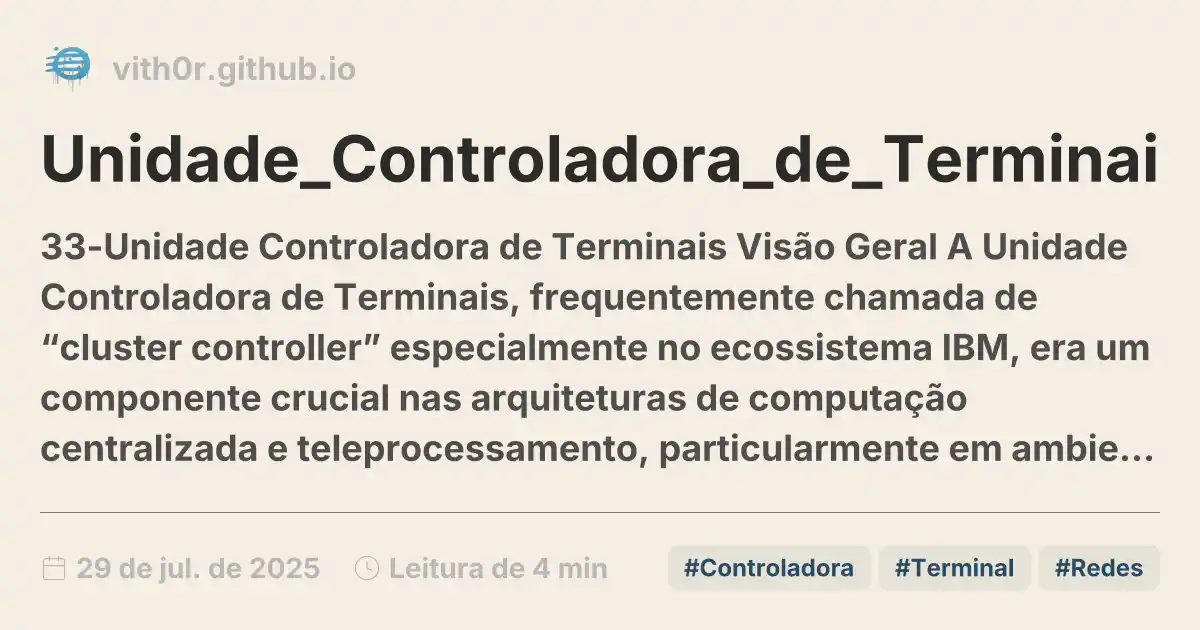 vith0r.github.io
Unidade_Controladora_de_Terminai
33-Unidade Controladora de Terminais Visão Geral A Unidade
Controladora de Terminais, frequentemente chamada de
“cluster controller” especialmente no ecossistema IBM, era um
componente crucial nas arquiteturas de computação
centralizada e teleprocessamento, particularmente em ambie...
29 de jul. de 2025 Leitura de 4 min #Controladora #Terminal #Redes